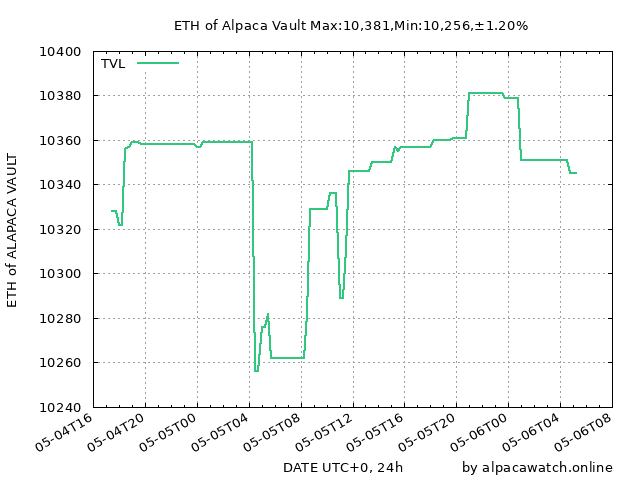 ETH of Alpaca Vault Max:10,381,Min:10,256,±1.20%
TVL
ETH of ALAPACA VAULT
10400
10380
10360
10340
10320
10300
10280
10260
10240
05-04T16
05-04T20
05-05T00
05-05T04
05-05T08
05-05T12
05-05T16
05-05T20
05-06T00
05-06T04
05-06T08
DATE UTC+0, 24h
by alpacawatch.online